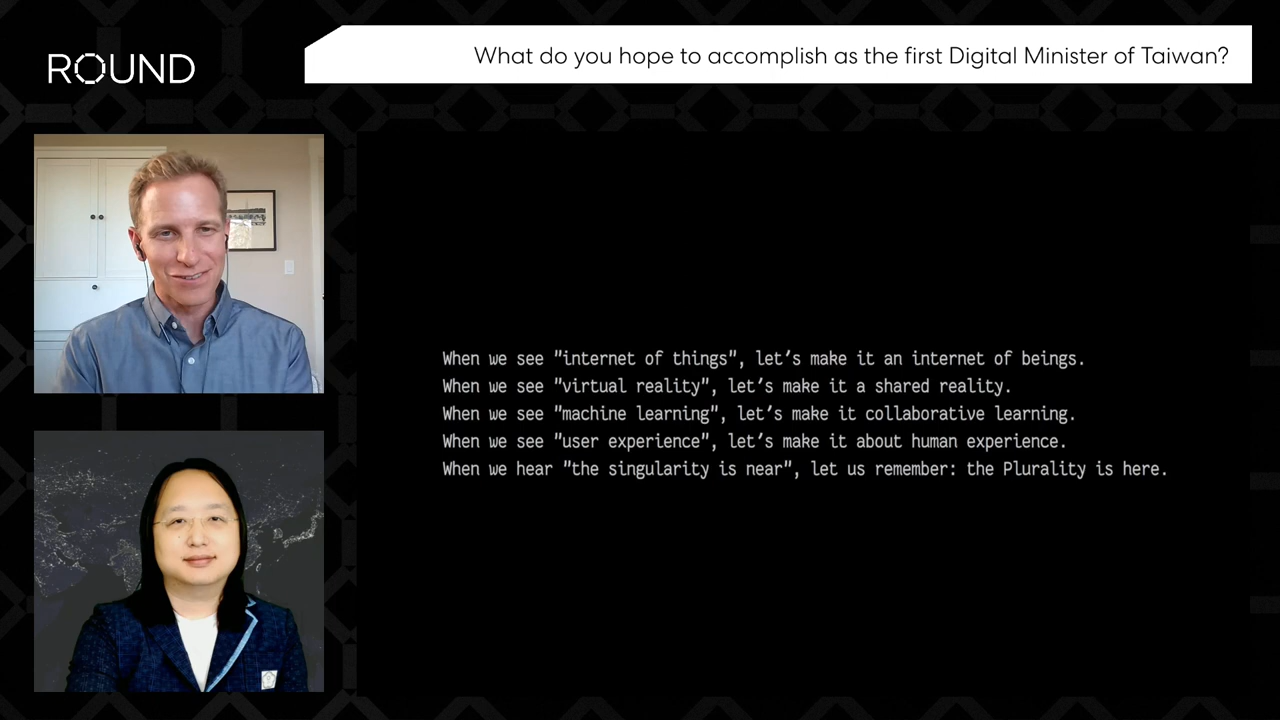 ROUND
What do you hope to accomplish as the first Digital Minister of Taiwan?
When we see "internet of things", let's make it an internet of beings.
When we see "virtual reality", let's make it a shared reality.
When we see "machine learning", let's make it collaborative learning.
When we see "user experience", let's make it about human experience.
When we hear "the singularity is near", let us remember: the Plurality is here.